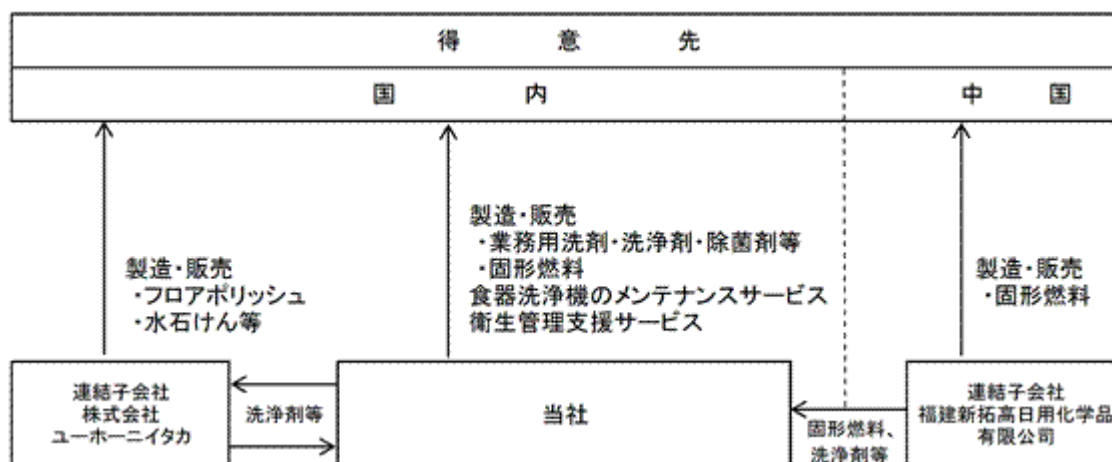 得意先
国内
中国
製造・販売
・フロアポリッシュ
・水石けん等
製造・販売
・業務用洗剤・洗浄剤・除菌剤等
・固形燃料
食器洗浄機のメンテナンスサービス
衛生管理支援サービス
製造・販売
・固形燃料
連結子会社
株式会社
ユーホーニイタカ
洗浄剤等
当社
固形燃料、
洗浄剤等
連結子会社
福建新拓高日用化学品
有限公司